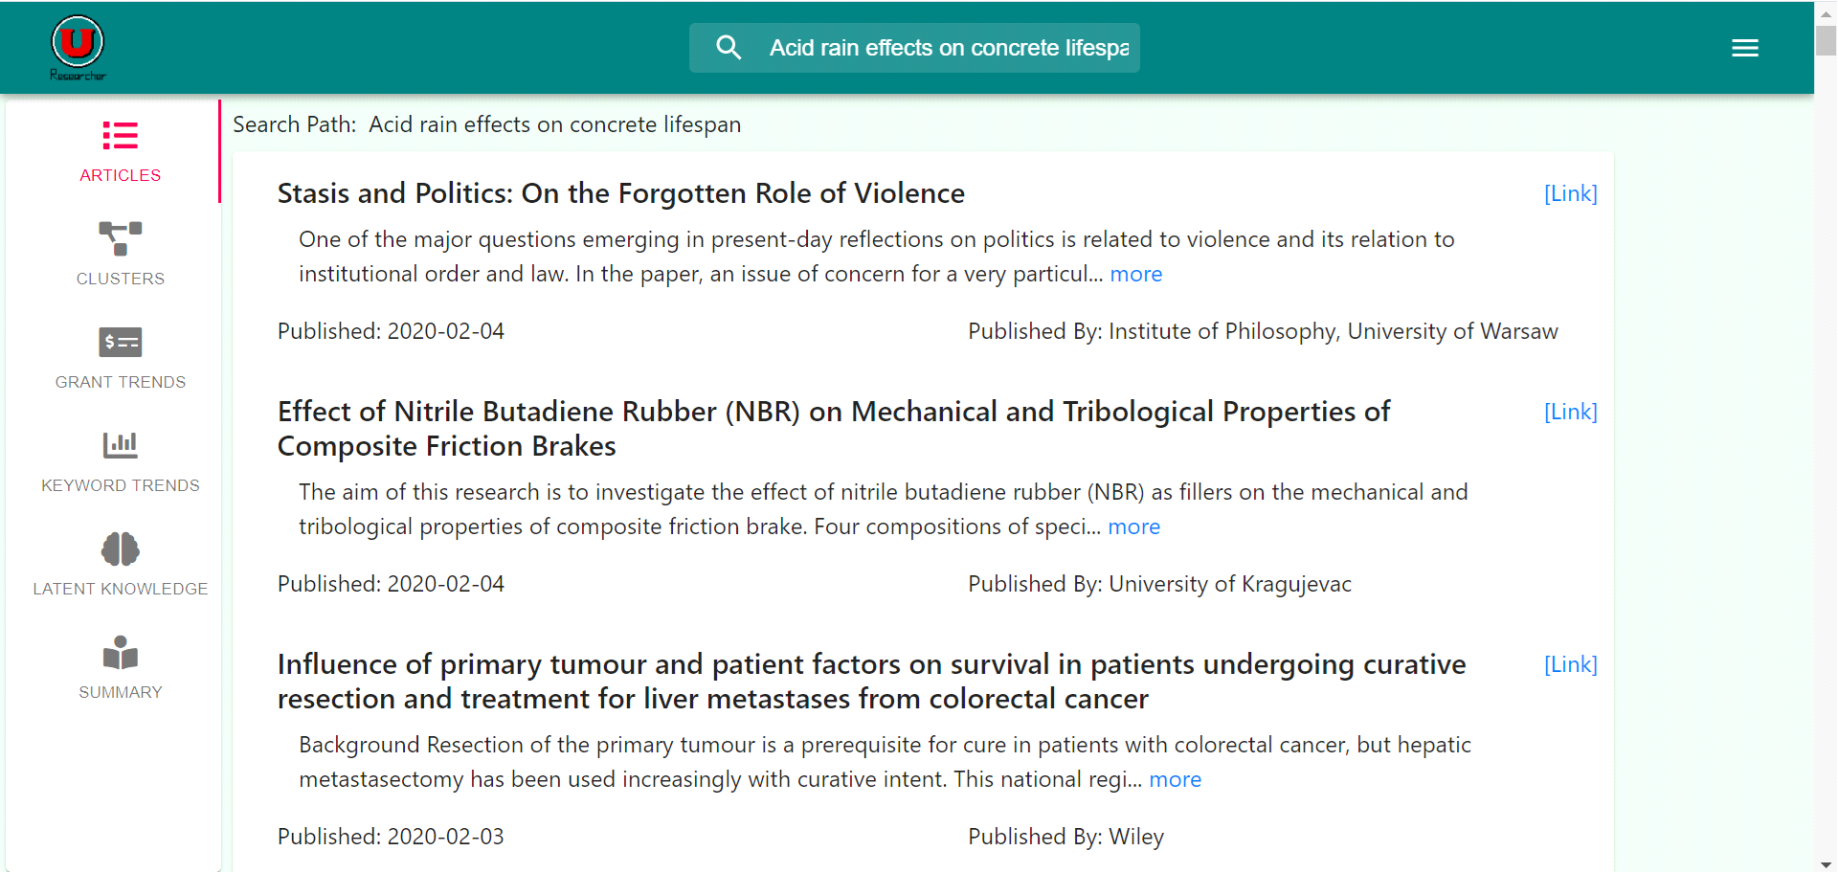 U
Researcher
Acid rain effects on concrete lifespa
ARTICLES
CLUSTERS
$
GRANT TRENDS
KEYWORD TRENDS
LATENT KNOWLEDGE
SUMMARY
Search Path: Acid rain effects on concrete lifespan
Stasis and Politics: On the Forgotten Role of Violence
[Link]
One of the major questions emerging in present-day reflections on politics is related to violence and its relation to
institutional order and law. In the paper, an issue of concern for a very particul... more
Published: 2020-02-04
Published By: Institute of Philosophy, University of Warsaw
Effect of Nitrile Butadiene Rubber (NBR) on Mechanical and Tribological Properties of
Composite Friction Brakes
[Link]
The aim of this research is to investigate the effect of nitrile butadiene rubber (NBR) as fillers on the mechanical and
tribological properties of composite friction brake. Four compositions of speci... more
Published: 2020-02-04
Published By: University of Kragujevac
Influence of primary tumour and patient factors on survival in patients undergoing curative
resection and treatment for liver metastases from colorectal cancer
[Link]
Background Resection of the primary tumour is a prerequisite for cure in patients with colorectal cancer, but hepatic
metastasectomy has been used increasingly with curative intent. This national regi... more
Published: 2020-02-03
Published By: Wiley